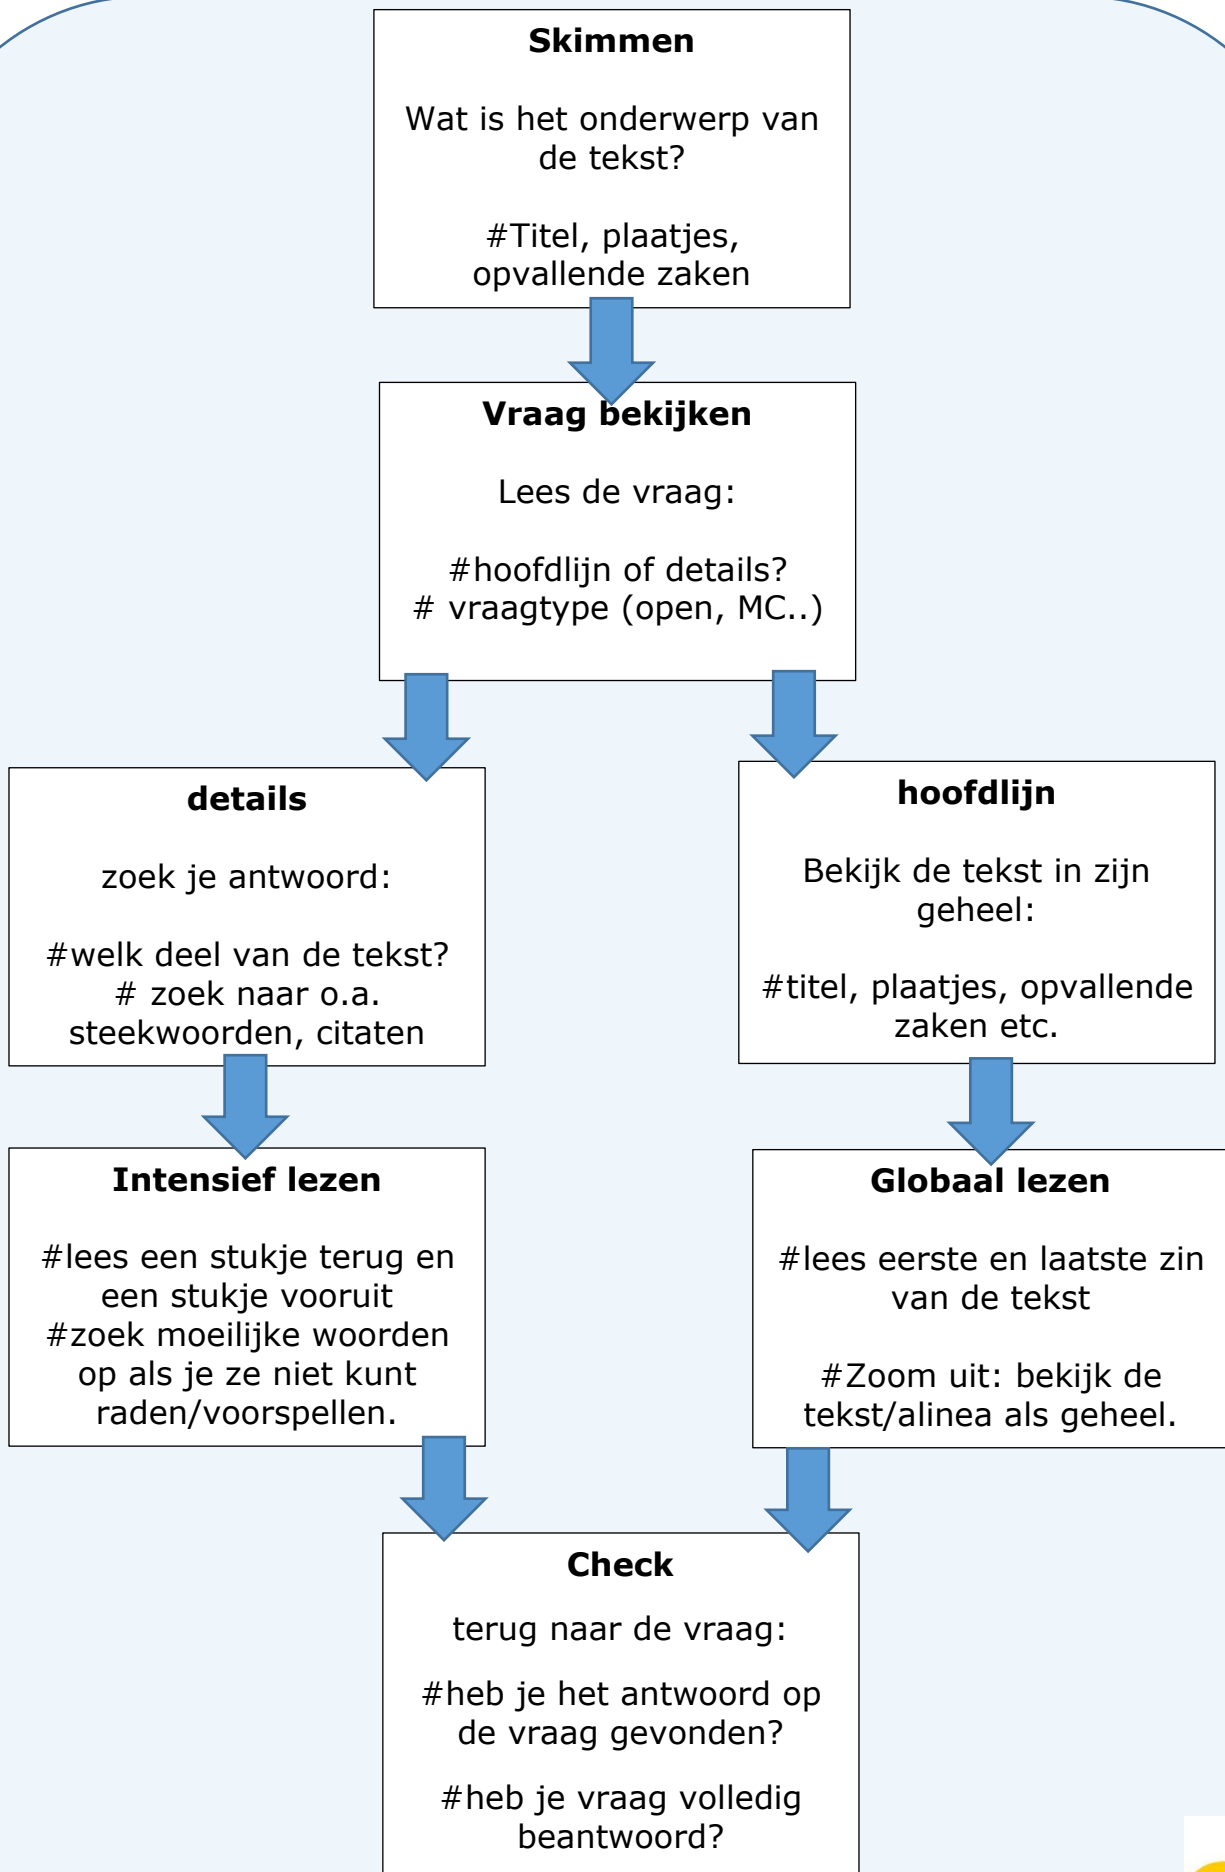 Skimmen
Wat is het onderwerp van
de tekst?
#Titel, plaatjes,
opvallende zaken
Vraag bekijken
Lees de vraag:
#hoofdlijn of details?
# vraagtype (open, MC..)
details
zoek je antwoord:
#welk deel van de tekst?
# zoek naar o.a.
steekwoorden, citaten
hoofdlijn
Bekijk de tekst in zijn
geheel:
#titel, plaatjes, opvallende
zaken etc.
Intensief lezen
#lees een stukje terug en
een stukje vooruit
#zoek moeilijke woorden
op als je ze niet kunt
raden/voorspellen.
Globaal lezen
#lees eerste en laatste zin
van de tekst
#Zoom uit: bekijk de
tekst/alinea als geheel.
Check
terug naar de vraag:
#heb je het antwoord op
de vraag gevonden?
#heb je vraag volledig
beantwoord?